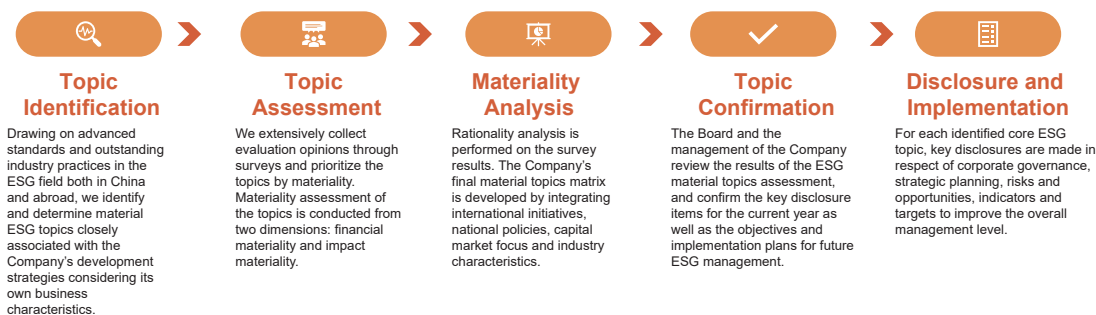 Topic
Identification
Drawing on advanced
standards and outstanding
industry practices in the
ESG field both in China
and abroad, we identify
and determine material
ESG topics closely
associated with the
Company's development
strategies considering its
own business
characteristics.
Topic
Assessment
We extensively collect
evaluation opinions through
surveys and prioritize the
topics by materiality.
Materiality assessment of
the topics is conducted from
two dimensions: financial
materiality and impact
materiality.
Materiality
Analysis
Rationality analysis is
performed on the survey
results. The Company's
final material topics matrix
is developed by integrating
international initiatives,
national policies, capital
market focus and industry
characteristics.
Topic
Confirmation
The Board and the
management of the Company
review the results of the ESG
material topics assessment,
and confirm the key disclosure
items for the current year as
well as the objectives and
implementation plans for future
ESG management.
Disclosure and
Implementation
For each identified core ESG
topic, key disclosures are made in
respect of corporate governance,
strategic planning, risks and
opportunities, indicators and
targets to improve the overall
management level.